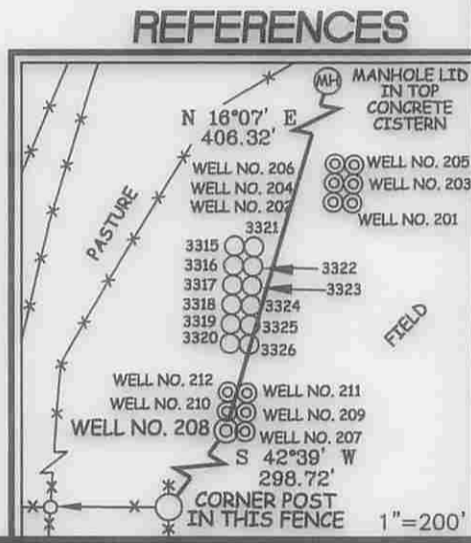 REFERENCES
MH
MANHOLE LID
IN TOP
CONCRETE
CISTERN
N 16°07' E
406.32'
WELL NO. 206
WELL NO. 204
WELL NO. 202
WELL NO. 205
WELL NO. 203
WELL NO. 201
PASTURE
3321
3315
3316
3322
3317
3323
3318
3324
3319
3325
3320
3326
FIELD
WELL NO. 212
WELL NO. 211
WELL NO. 210
WELL NO. 209
WELL NO. 208
WELL NO. 207
S 42°39' W
298.72'
CORNER POST
IN THIS FENCE
1"=200'